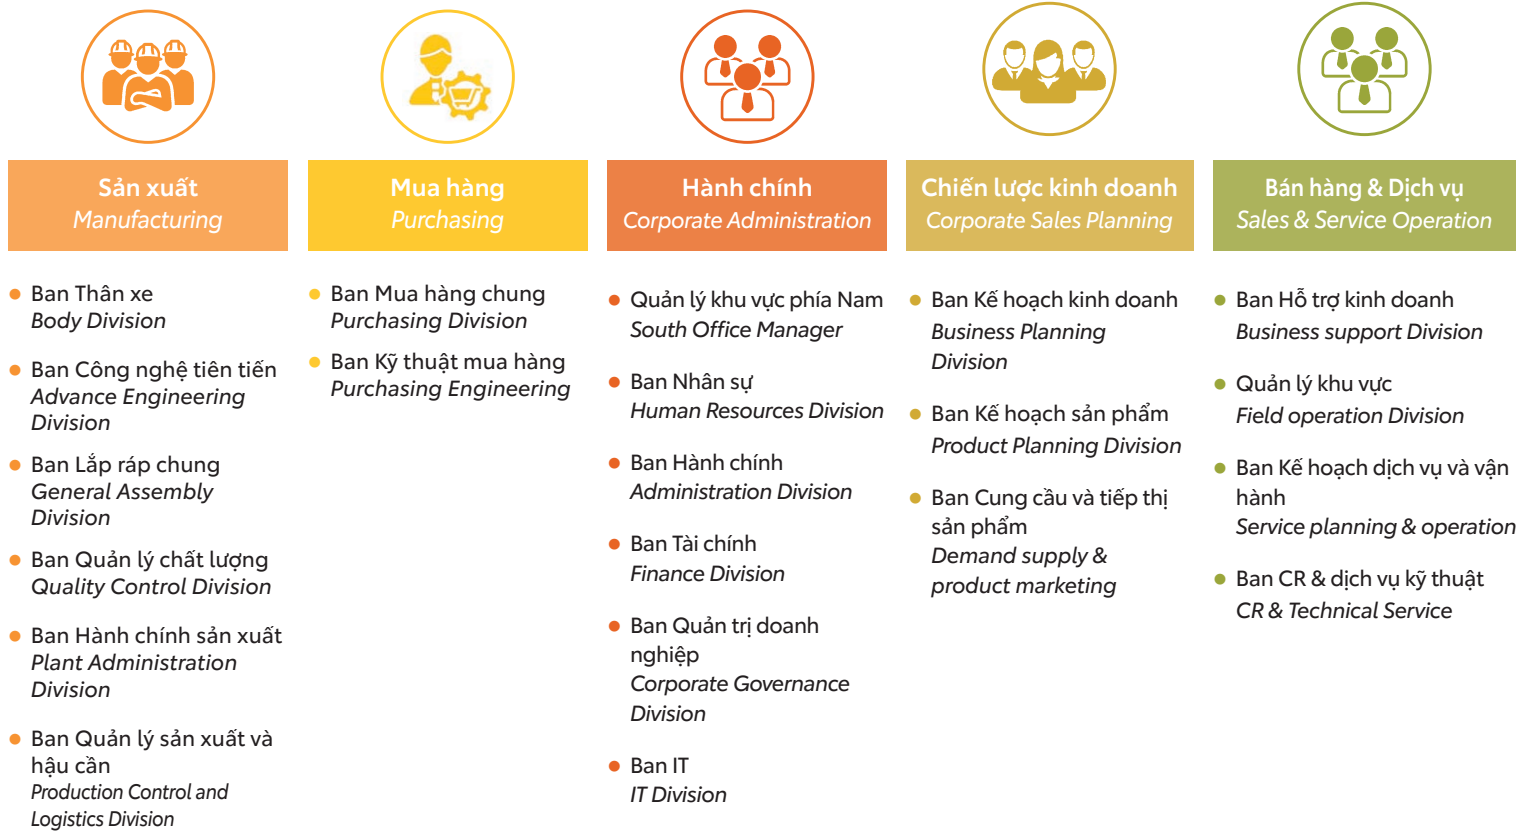 Sản xuất
Manufacturing
Ban Thân xe
Body Division
Ban Công nghệ tiên tiến
Advance Engineering
Division
Ban Lắp ráp chung
General Assembly
Division
Ban Quản lý chất lượng
Quality Control Division
Ban Hành chính sản xuất
Plant Administration
Division
Ban Quản lý sản xuất và
hậu cần
Production Control and
Logistics Division
Mua hàng
Purchasing
Ban Mua hàng chung
Purchasing Division
Ban Kỹ thuật mua hàng
Purchasing Engineering
Hành chính
Corporate Administration
Quản lý khu vực phía Nam
South Office Manager
Ban Nhân sự
Human Resources Division
Ban Hành chính
Administration Division
Ban Tài chính
Finance Division
Ban Quản trị doanh
nghiệp
Corporate Governance
Division
Ban IT
IT Division
Chiến lược kinh doanh
Corporate Sales Planning
Ban Kế hoạch kinh doanh
Business Planning
Division
Ban Kế hoạch sản phẩm
Product Planning Division
Ban Cung cầu và tiếp thị
sản phẩm
Demand supply &
product marketing
Bán hàng & Dịch vụ
Sales & Service Operation
Ban Hỗ trợ kinh doanh
Business support Division
Quản lý khu vực
Field operation Division
Ban Kế hoạch dịch vụ và vận
hành
Service planning & operation
Ban CR & dịch vụ kỹ thuật
CR & Technical Service